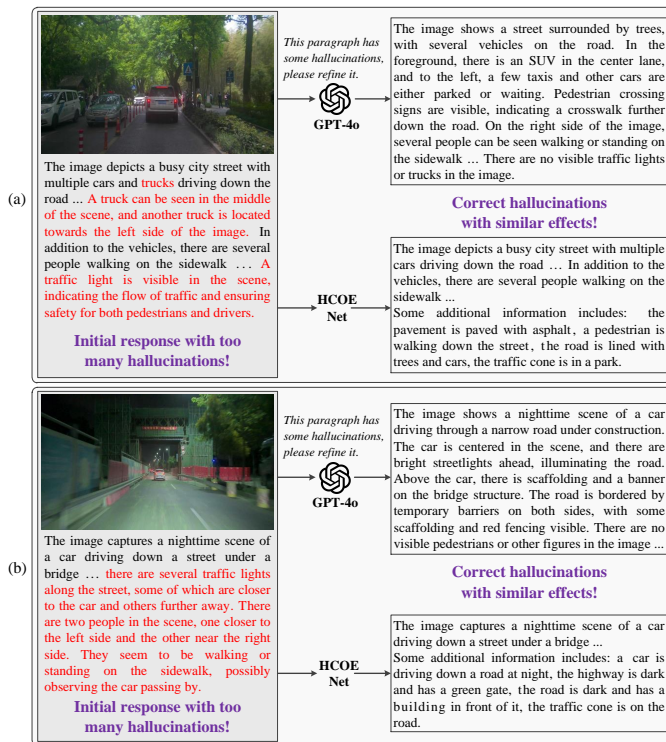 (a)
The image depicts a busy city street with
multiple cars and trucks driving down the
road ... A truck can be seen in the middle
of the scene, and another truck is located
towards the left side of the image. In
addition to the vehicles, there are several
people walking on the sidewalk … A
traffic light is visible in the scene,
indicating the flow of traffic and ensuring
safety for both pedestrians and drivers.
Initial response with too
many hallucinations!
This paragraph has
some hallucinations,
please refine it.
GPT-4o
HCOE
Net
The image shows a street surrounded by trees,
with several vehicles on the road. In the
foreground, there is an SUV in the center lane,
and to the left, a few taxis and other cars are
either parked or waiting. Pedestrian crossing
signs are visible, indicating a crosswalk further
down the road. On the right side of the image,
several people can be seen walking or standing
on the sidewalk ... There are no visible traffic lights
or trucks in the image.
Correct hallucinations
with similar effects!
The image depicts a busy city street with multiple
cars driving down the road … In addition to the
vehicles, there are several people walking on the
sidewalk ...
Some additional information includes: the
pavement is paved with asphalt, a pedestrian is
walking down the street, the road is lined with
trees and cars, the traffic cone is in a park.
(b)
The image captures a nighttime scene of
a car driving down a street under a
bridge … there are several traffic lights
along the street, some of which are closer
to the car and others further away. There
are two people in the scene, one closer to
the left side and the other near the right
side. They seem to be walking or
standing on the sidewalk, possibly
observing the car passing by.
Initial response with too
many hallucinations!
This paragraph has
some hallucinations,
please refine it.
GPT-4o
HCOE
Net
The image shows a nighttime scene of a car
driving through a narrow road under construction.
The car is centered in the scene, and there are
bright streetlights ahead, illuminating the road.
Above the car, there is scaffolding and a banner
on the bridge structure. The road is bordered by
temporary barriers on both sides, with some
scaffolding and red fencing visible. There are no
visible pedestrians or other figures in the image ...
Correct hallucinations
with similar effects!
The image captures a nighttime scene of a car
driving down a street under a bridge ...
Some additional information includes: a car is
driving down a road at night, the highway is dark
and has a green gate, the road is dark and has a
building in front of it, the traffic cone is on the
road.